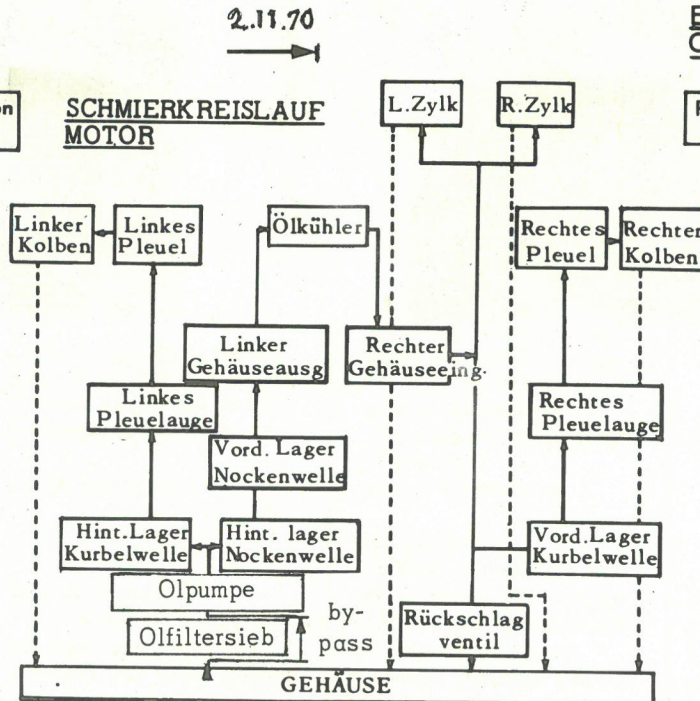 2.11.70
SCHMIERKREISLAUF
MOTOR
L.Zylk
R.Zylk
Linker
Kolben
Linkes
Pleuel
Ölkühler
Rechtes
Pleuel
Rechter
Kolben
Linker
Gehäuseausg
Rechter
Gehäuseeing.
Linkes
Pleuelauge
Rechtes
Pleuelauge
Vord. Lager
Nockenwelle
Hint. Lager
Kurbelwelle
Hint. lager
Nockenwelle
Vord. Lager
Kurbelwelle
Olpumpe
Olfiltersieb
by-
pass
Rückschlag
ventil
GEHÄUSE